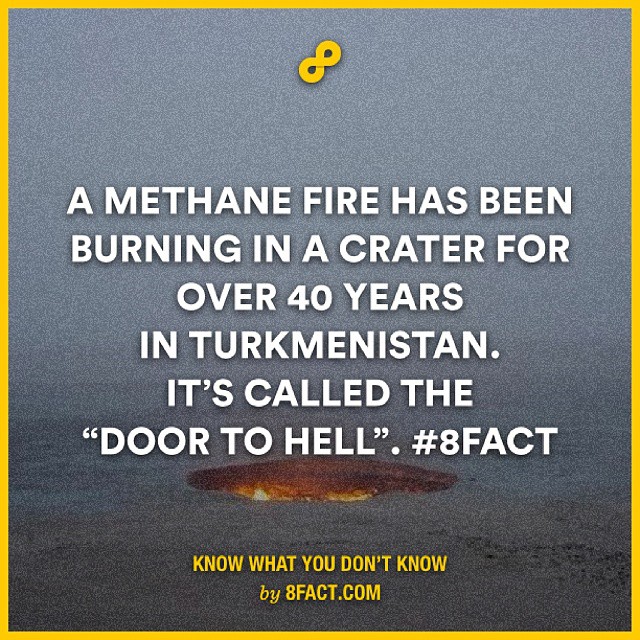 A METHANE FIRE HAS BEEN
BURNING IN A CRATER FOR
OVER 40 YEARS
IN TURKMENISTAN.
IT’S CALLED THE
“DOOR TO HELL”. #8FACT
KNOW WHAT YOU DON’T KNOW
by 8FACT.COM